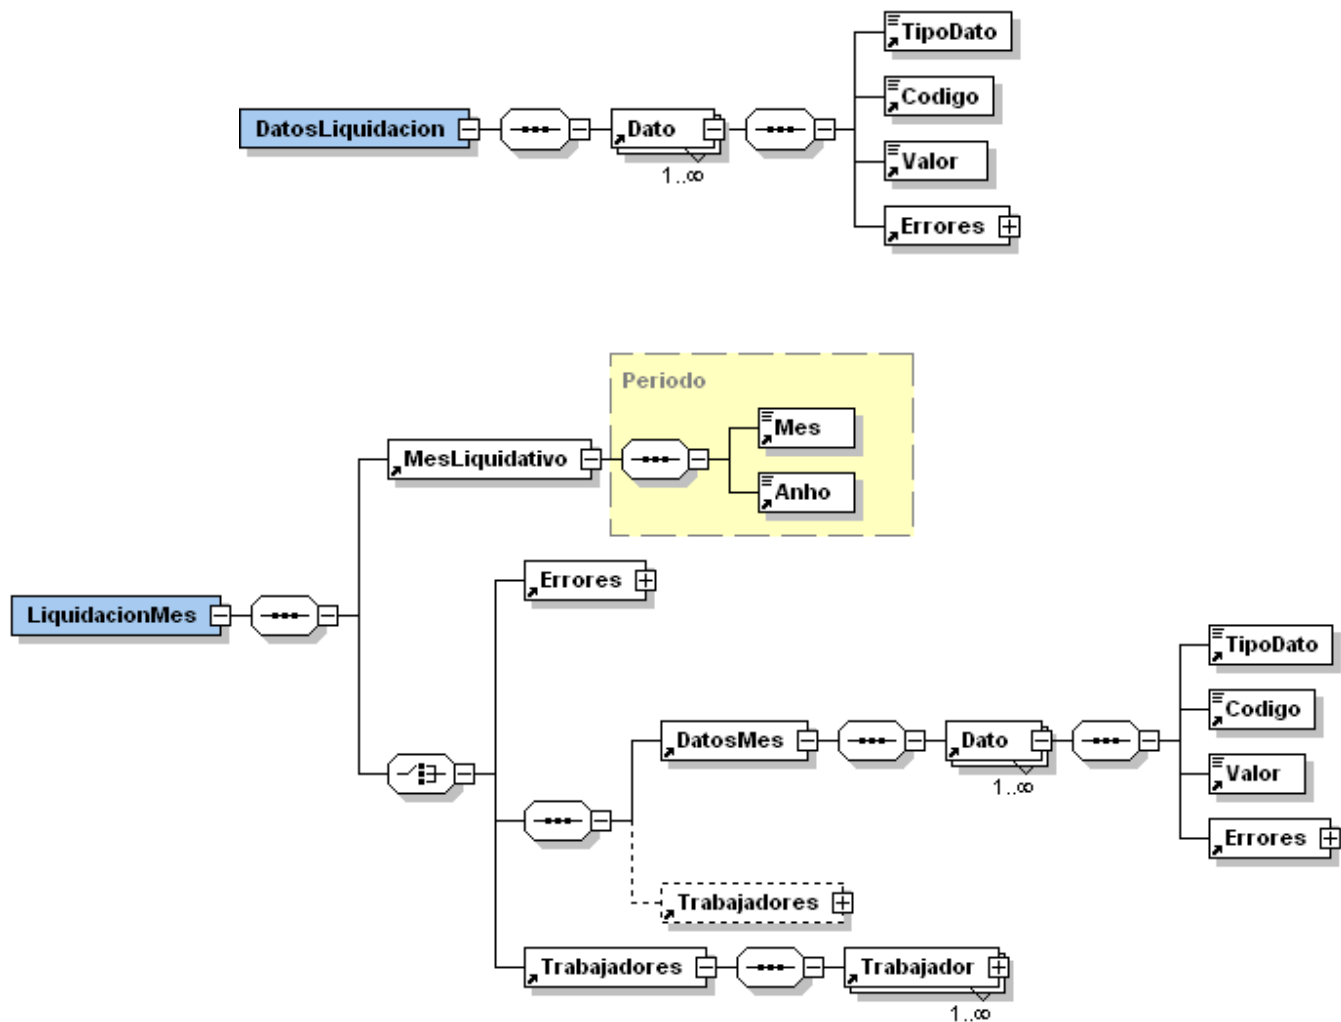 TipoDato
Codigo
DatosLiquidacion
Dato
1..∞
Valor
Errores
Periodo
Mes
MesLiquidativo
Anho
Errores
LiquidacionMes
TipoDato
Codigo
DatosMes
Dato
1..∞
Valor
Errores
Trabajadores
Trabajadores
Trabajador
1..∞